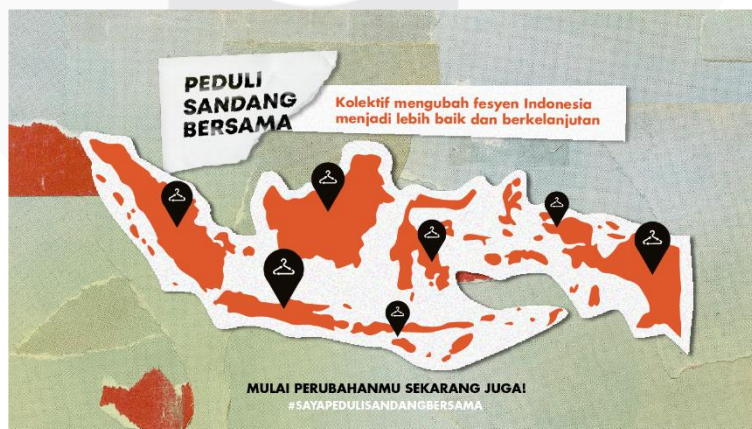 PEDULI
SANDANG
BERSAMA
Kolektif mengubah fesyen Indonesia
menjadi lebih baik dan berkelanjutan
MULAI PERUBAHANMU SEKARANG JUGA!
#SAYAPEDULISANDANGBERSAMA